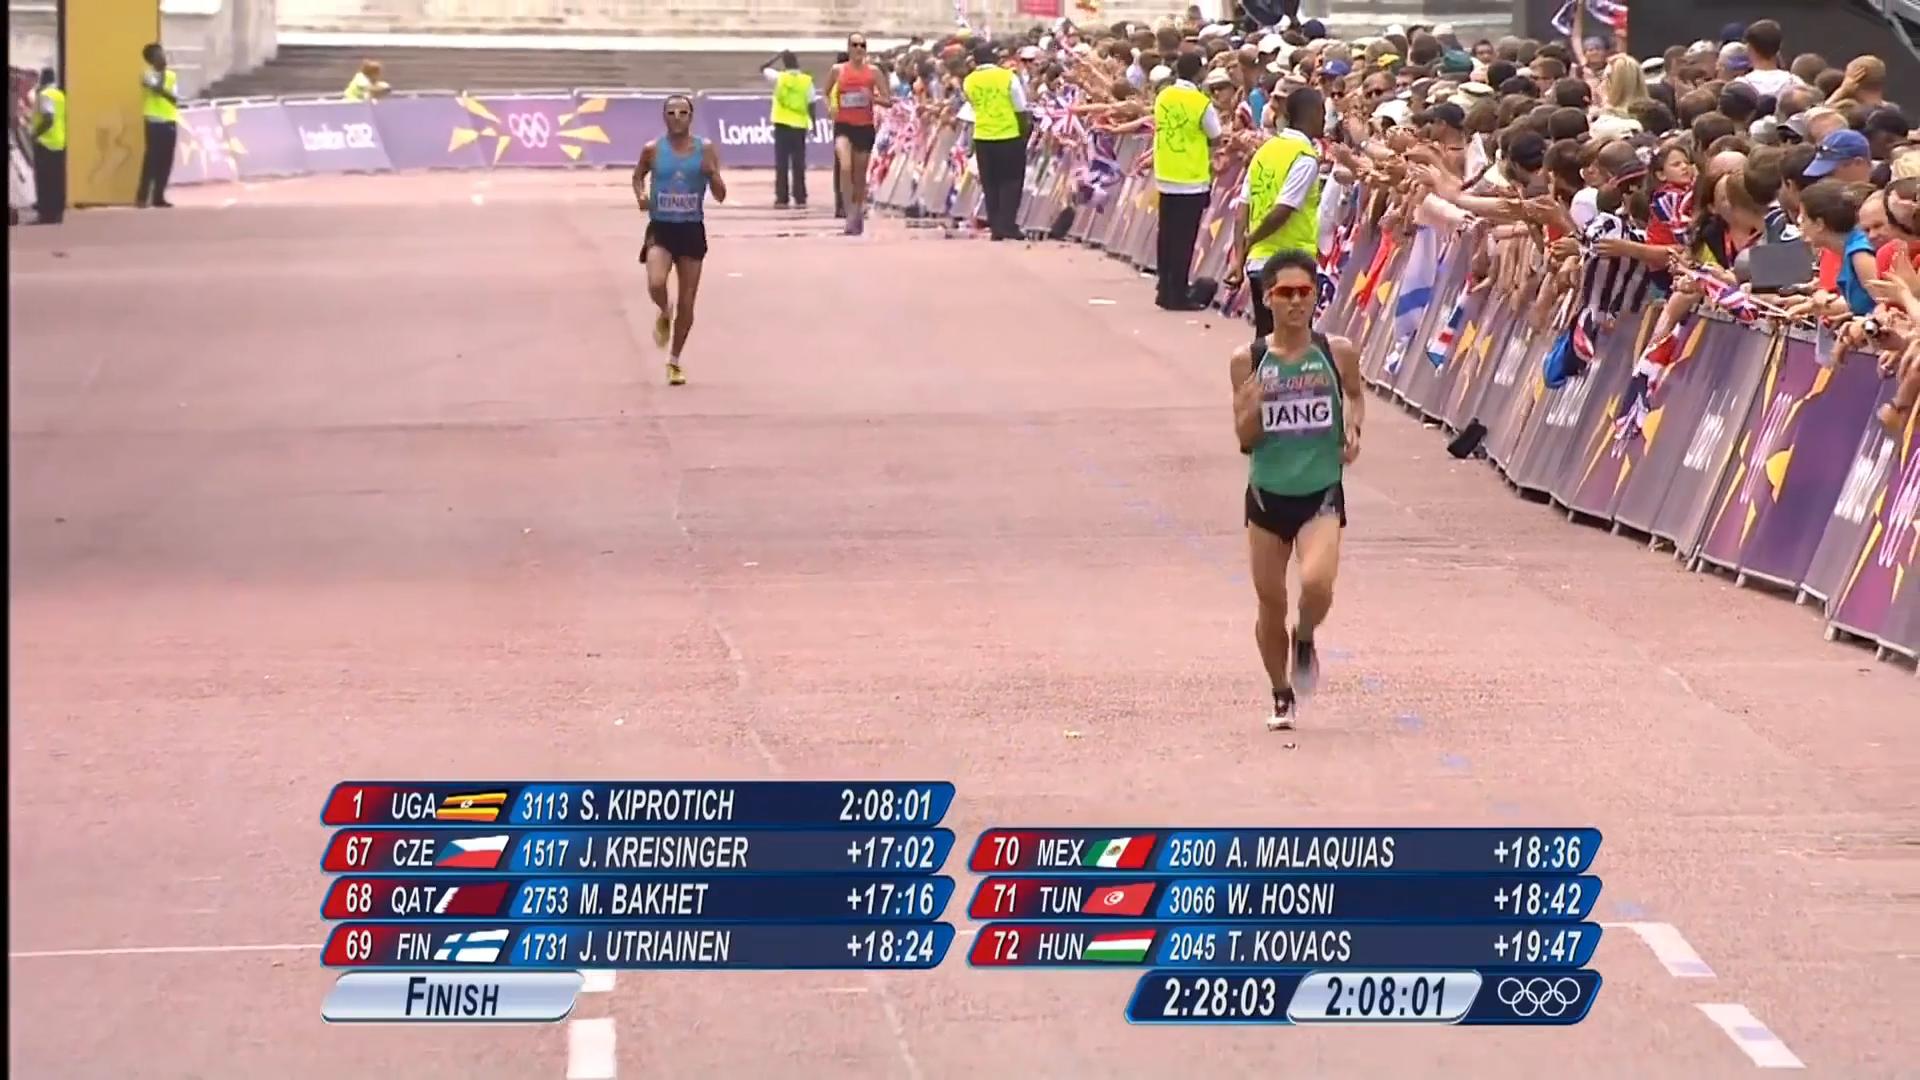 London 2012
London 2012
JANG
1 UGA 3113 S. KIPROTICH 2:08:01
67 CZE 1517 J. KREISINGER +17:02
68 QAT 2753 M. BAKHET +17:16
69 FIN 1731 J. UTRIAINEN +18:24
70 MEX 2500 A. MALAQUIAS +18:36
71 TUN 3066 W. HOSNI +18:42
72 HUN 2045 T. KOVACS +19:47
FINISH
2:28:03 2:08:01